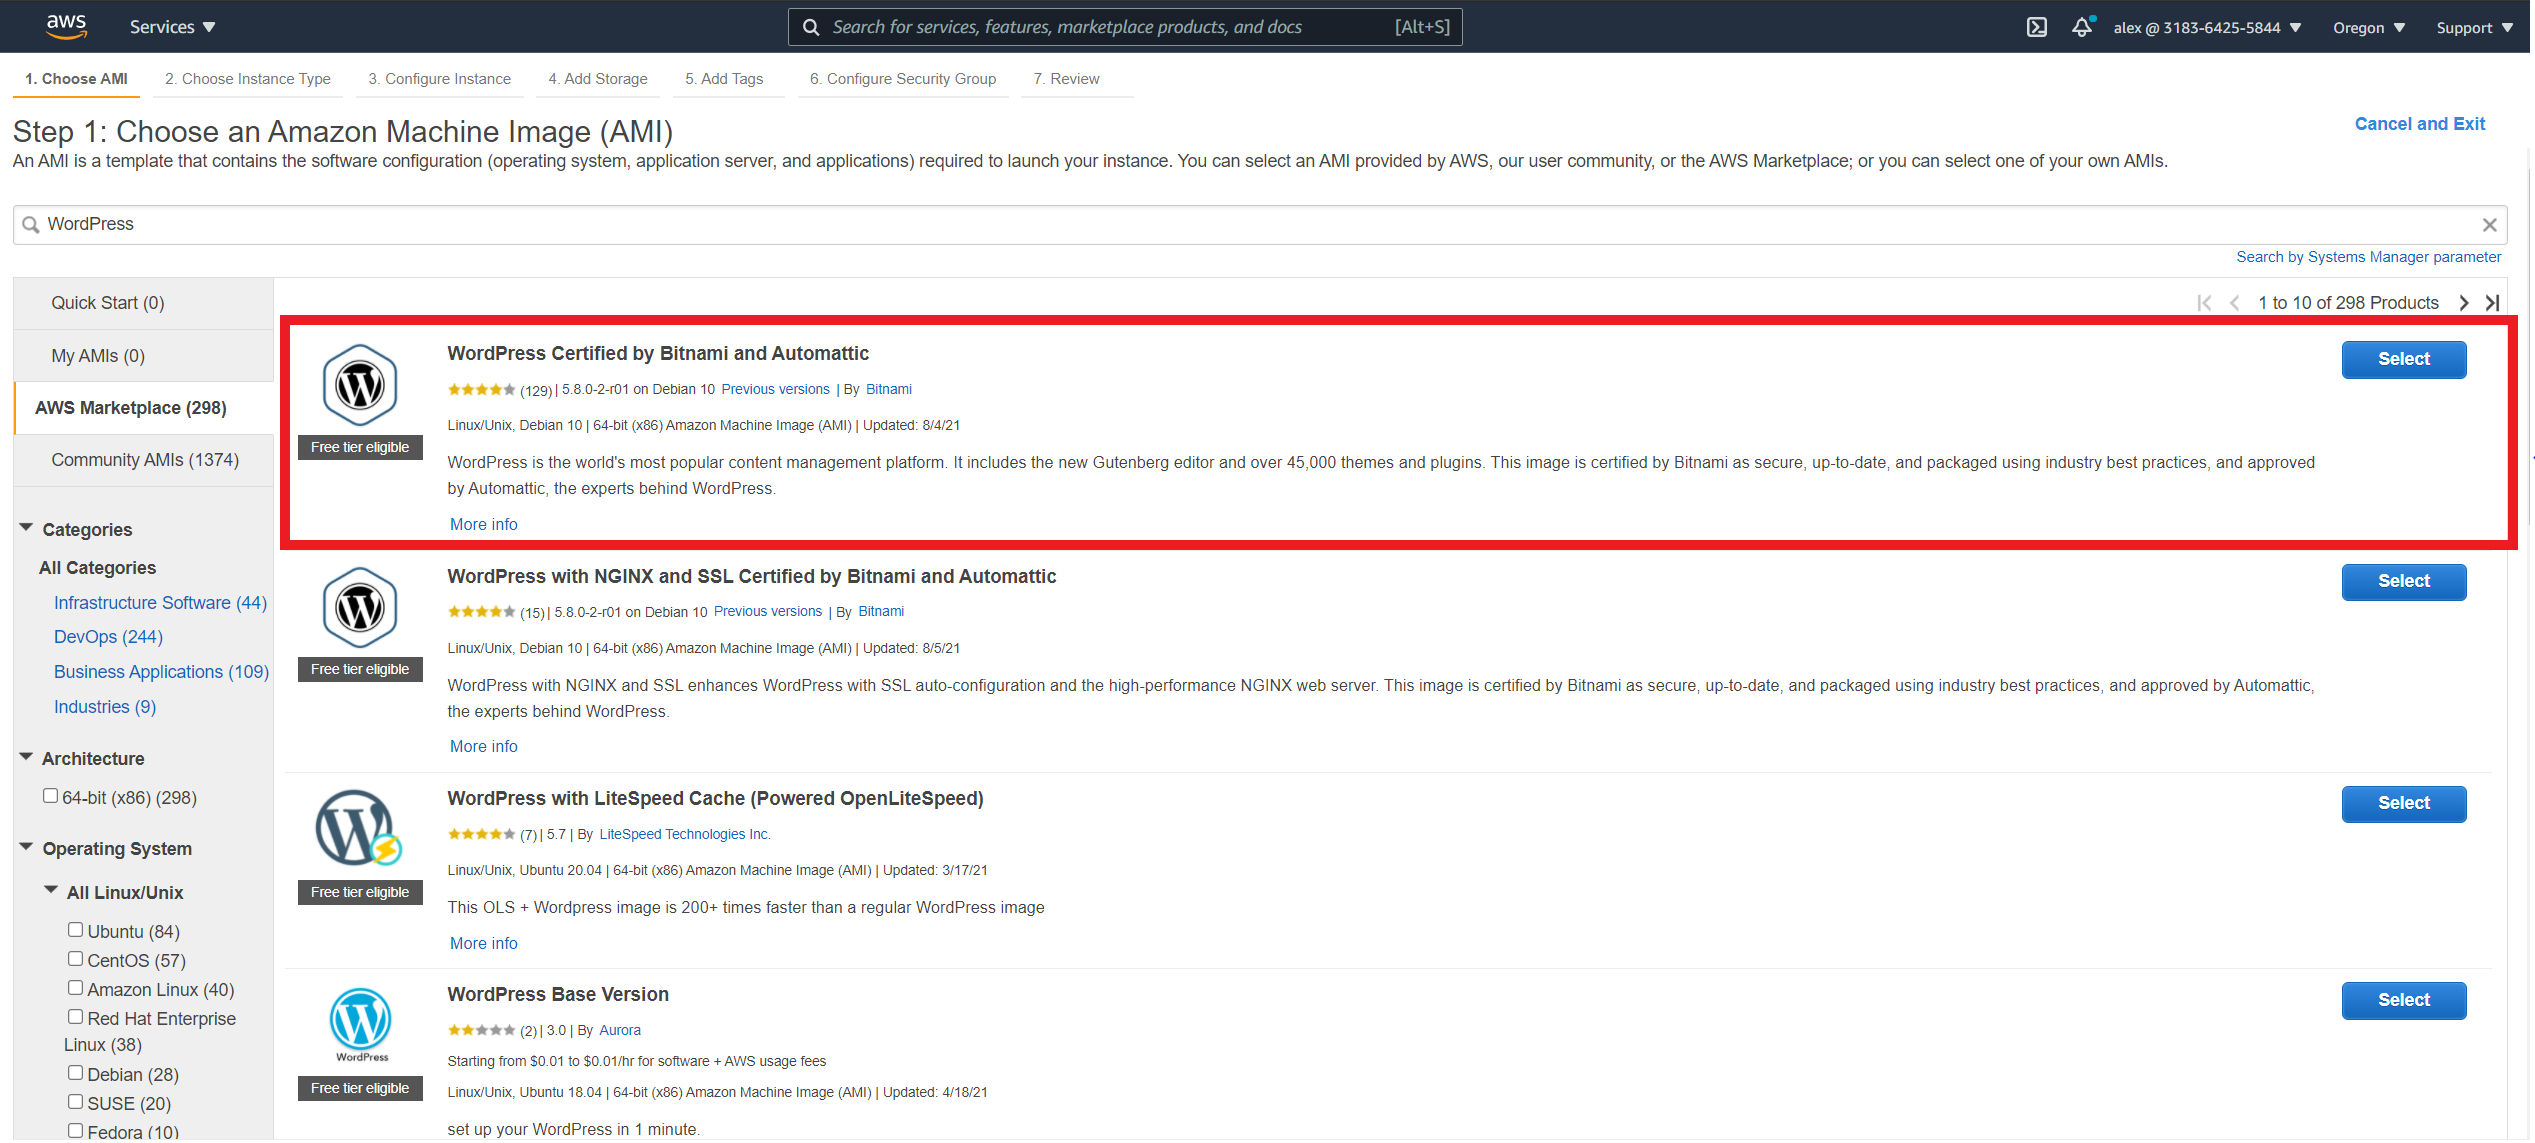 aws Services Search for services, features, marketplace products, and docs [Alt+S] alex @ 3183-6425-5844 Oregon Support
1. Choose AMI 2. Choose Instance Type 3. Configure Instance 4. Add Storage 5. Add Tags 6. Configure Security Group 7. Review
Step 1: Choose an Amazon Machine Image (AMI)
Cancel and Exit
An AMI is a template that contains the software configuration (operating system, application server, and applications) required to launch your instance. You can select an AMI provided by AWS, our user community, or the AWS Marketplace; or you can select one of your own AMIs.
WordPress
Search by Systems Manager parameter
Quick Start (0)
My AMIs (0)
AWS Marketplace (298)
Community AMIs (1374)
Categories
All Categories
Infrastructure Software (44)
DevOps (244)
Business Applications (109)
Industries (9)
Architecture
64-bit (x86) (298)
Operating System
All Linux/Unix
Ubuntu (84)
CentOS (57)
Amazon Linux (40)
Red Hat Enterprise
Linux (38)
Debian (28)
SUSE (20)
Fedora (10)
1 to 10 of 298 Products
WordPress Certified by Bitnami and Automattic
Select
(129) | 5.8.0-2-r01 on Debian 10 Previous versions | By Bitnami
Linux/Unix, Debian 10 | 64-bit (x86) Amazon Machine Image (AMI) | Updated: 8/4/21
Free tier eligible
WordPress is the world's most popular content management platform. It includes the new Gutenberg editor and over 45,000 themes and plugins. This image is certified by Bitnami as secure, up-to-date, and packaged using industry best practices, and approved
by Automattic, the experts behind WordPress.
More info
WordPress with NGINX and SSL Certified by Bitnami and Automattic
Select
(15) | 5.8.0-2-r01 on Debian 10 Previous versions | By Bitnami
Linux/Unix, Debian 10 | 64-bit (x86) Amazon Machine Image (AMI) | Updated: 8/5/21
Free tier eligible
WordPress with NGINX and SSL enhances WordPress with SSL auto-configuration and the high-performance NGINX web server. This image is certified by Bitnami as secure, up-to-date, and packaged using industry best practices, and approved by Automattic,
the experts behind WordPress.
More info
WordPress with LiteSpeed Cache (Powered OpenLiteSpeed)
Select
(7) | 5.7 | By LiteSpeed Technologies Inc.
Linux/Unix, Ubuntu 20.04 | 64-bit (x86) Amazon Machine Image (AMI) | Updated: 3/17/21
Free tier eligible
This OLS + Wordpress image is 200+ times faster than a regular WordPress image
More info
WordPress Base Version
Select
(2) | 3.0 | By Aurora
WordPress
Starting from $0.01 to $0.01/hr for software + AWS usage fees
Free tier eligible
Linux/Unix, Ubuntu 18.04 | 64-bit (x86) Amazon Machine Image (AMI) | Updated: 4/18/21
set up your WordPress in 1 minute.